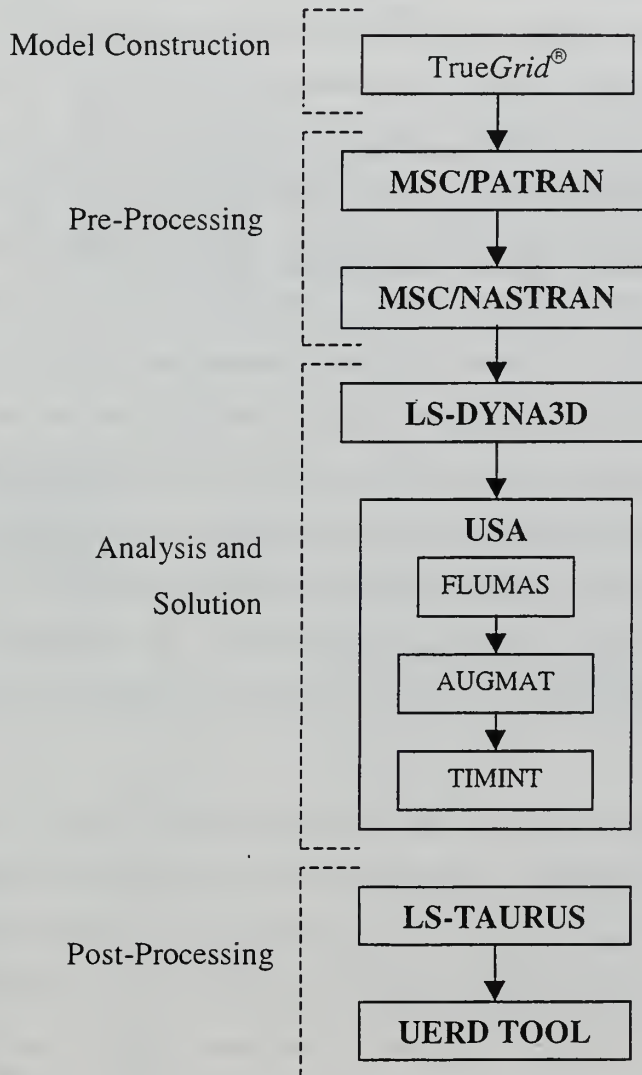 Model Construction
TrueGrid®
MSC/PATRAN
Pre-Processing
MSC/NASTRAN
LS-DYNA3D
USA
Analysis and
Solution
FLUMAS
AUGMAT
TIMINT
LS-TAURUS
Post-Processing
UERD TOOL